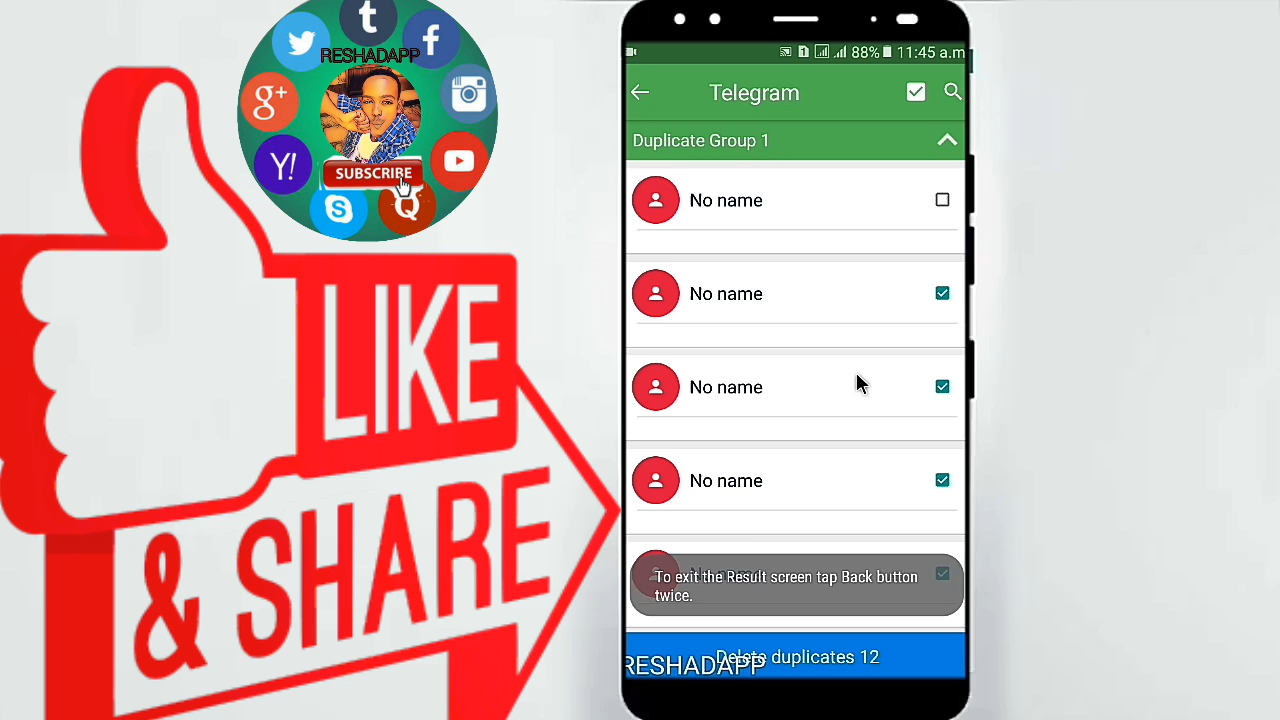 RESHADAPP
SUBSCRIBE
LIKE
& SHARE
88% 11:45 a.m
Telegram
Duplicate Group 1
No name
No name
No name
No name
To exit the Result screen tap Back button
twice.
Delete duplicates 12
RESHADAPP